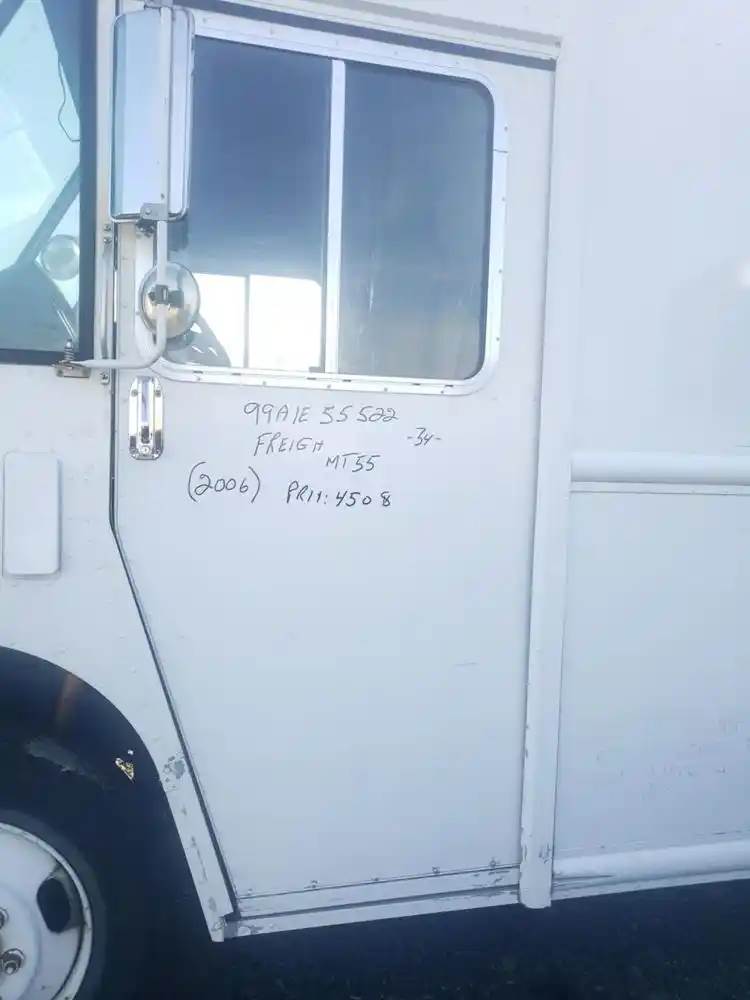 99A1E 55522
FREIGH -34-
MT55
(2006) PR11:4508